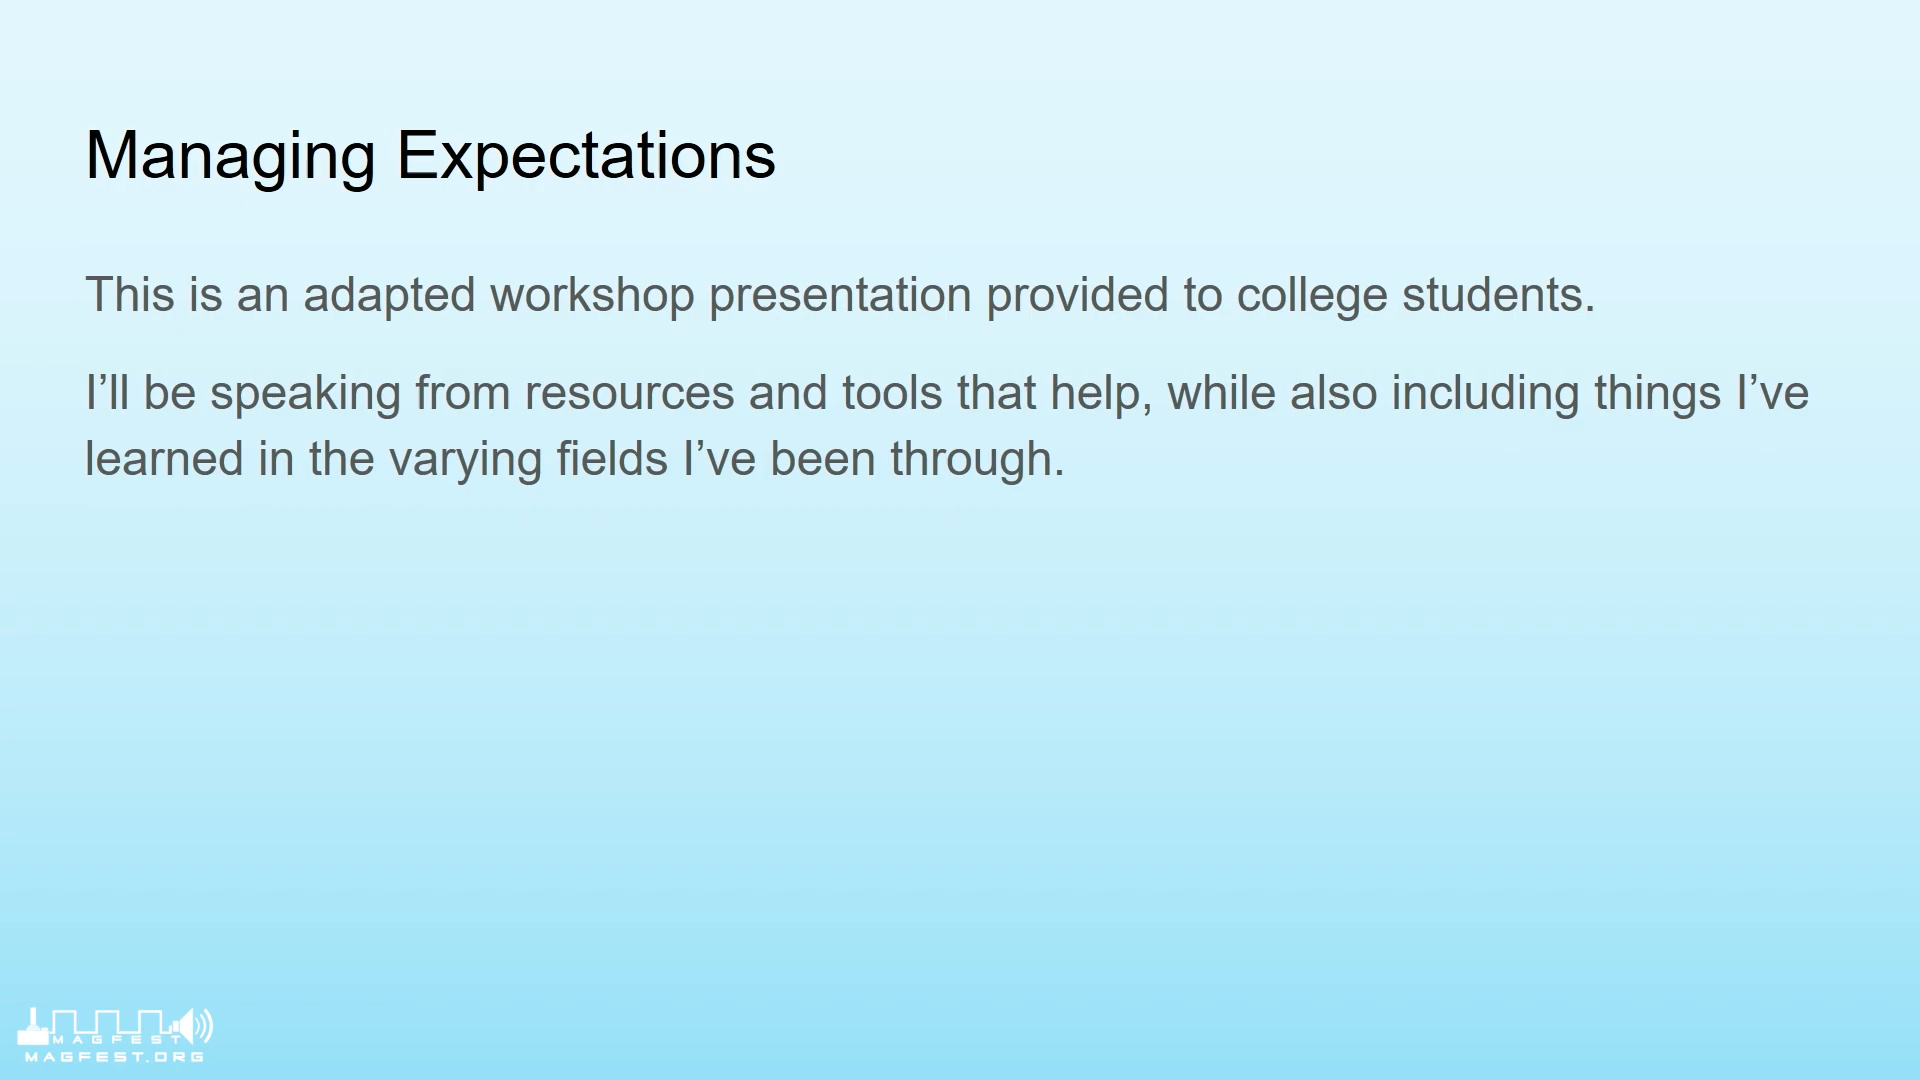 Managing Expectations
This is an adapted workshop presentation provided to college students.
I’ll be speaking from resources and tools that help, while also including things I’ve
learned in the varying fields I’ve been through.
MAGFEST
MAGFEST.ORG